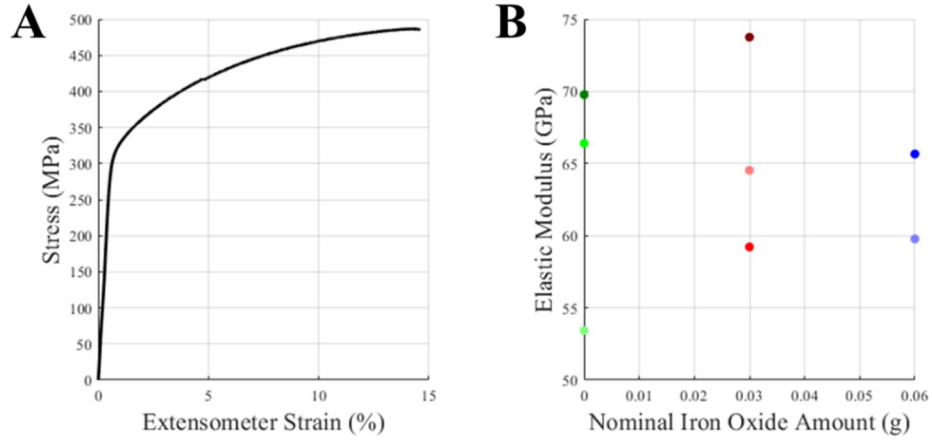 A
B
Stress (MPa)
500
450
400
350
300
250
200
150
100
50
0
0 5 10 15
Extensometer Strain (%)
Elastic Modulus (GPa)
75
70
65
60
55
50
0 0.01 0.02 0.03 0.04 0.05 0.06
Nominal Iron Oxide Amount (g)